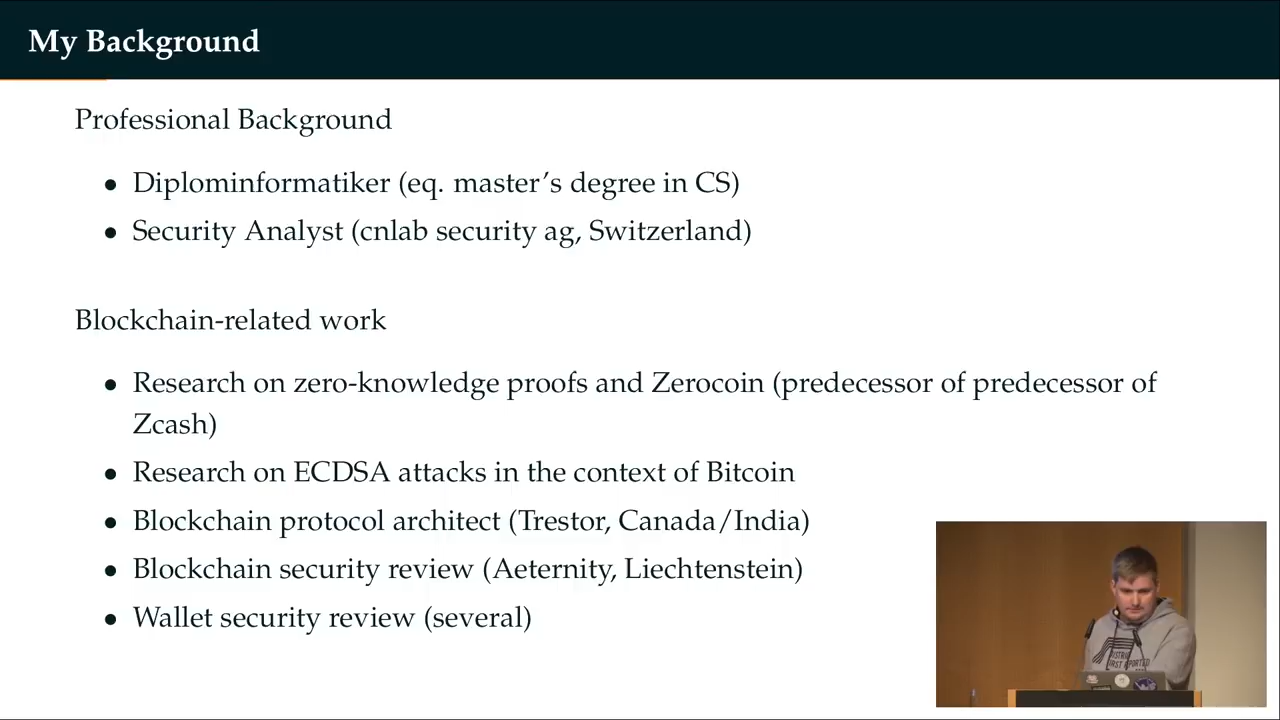 My Background
Professional Background
• Diplominformatiker (eq. master's degree in CS)
• Security Analyst (cnlab security ag, Switzerland)
Blockchain-related work
• Research on zero-knowledge proofs and Zerocoin (predecessor of predecessor of
Zcash)
• Research on ECDSA attacks in the context of Bitcoin
• Blockchain protocol architect (Trestor, Canada/India)
• Blockchain security review (Aeternity, Liechtenstein)
• Wallet security review (several)